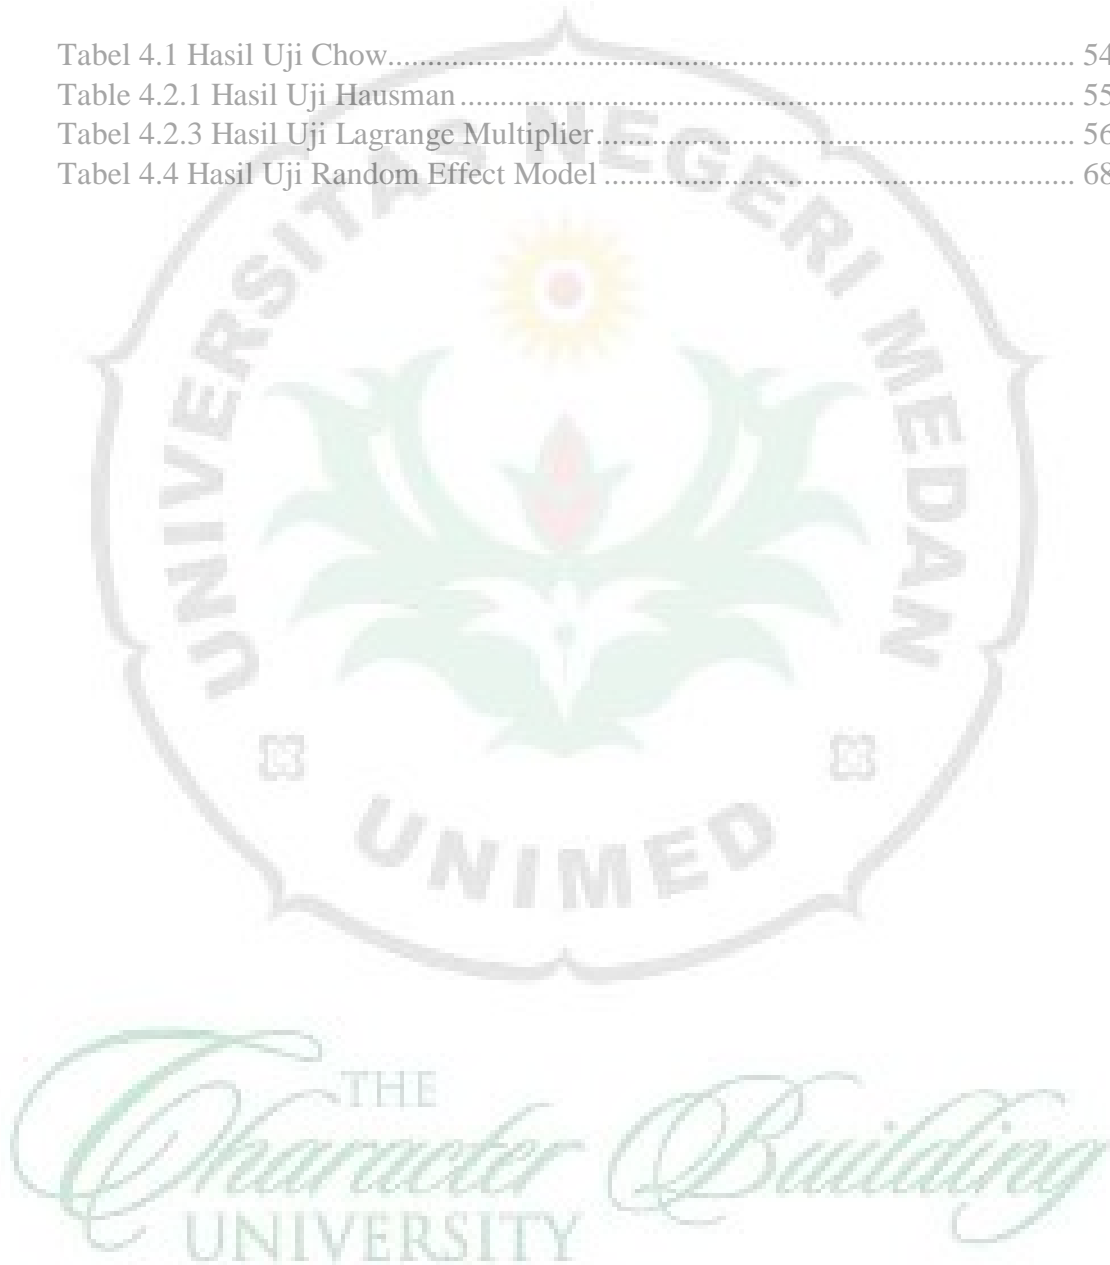 Tabel 4.1 Hasil Uji Chow.......................................................................................... 54
Table 4.2.1 Hasil Uji Hausman ................................................................................. 55
Tabel 4.2.3 Hasil Uji Lagrange Multiplier............................................................... 56
Tabel 4.4 Hasil Uji Random Effect Model .............................................................. 68
UNIVERSITAS NEGERI MEDAN
UNIMED
THE
Character Building
UNIVERSITY